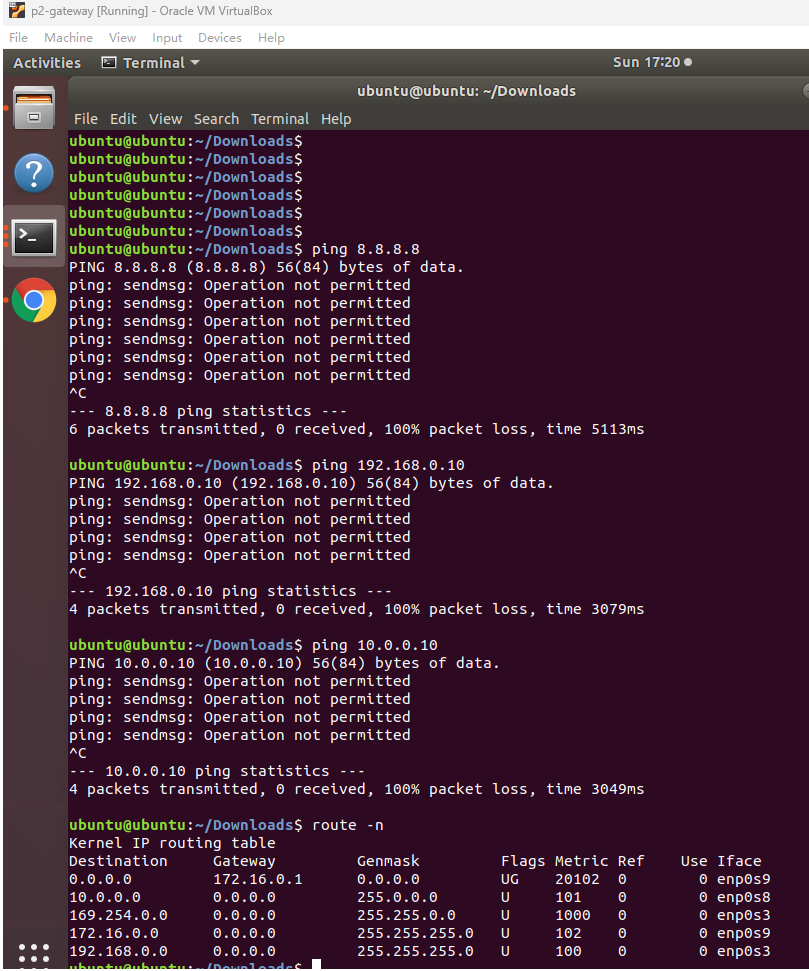 p2-gateway [Running] - Oracle VM VirtualBox
File Machine View Input Devices Help
Activities Terminal Sun 17:20
ubuntu@ubuntu: ~/Downloads
File Edit View Search Terminal Help
ubuntu@ubuntu:~/Downloads$
ubuntu@ubuntu:~/Downloads$
ubuntu@ubuntu:~/Downloads$
ubuntu@ubuntu:~/Downloads$
ubuntu@ubuntu:~/Downloads$
ubuntu@ubuntu:~/Downloads$
ubuntu@ubuntu:~/Downloads$ ping 8.8.8.8
PING 8.8.8.8 (8.8.8.8) 56(84) bytes of data.
ping: sendmsg: Operation not permitted
ping: sendmsg: Operation not permitted
ping: sendmsg: Operation not permitted
ping: sendmsg: Operation not permitted
ping: sendmsg: Operation not permitted
ping: sendmsg: Operation not permitted
^C
--- 8.8.8.8 ping statistics ---
6 packets transmitted, 0 received, 100% packet loss, time 5113ms
ubuntu@ubuntu:~/Downloads$ ping 192.168.0.10
PING 192.168.0.10 (192.168.0.10) 56(84) bytes of data.
ping: sendmsg: Operation not permitted
ping: sendmsg: Operation not permitted
ping: sendmsg: Operation not permitted
ping: sendmsg: Operation not permitted
^C
--- 192.168.0.10 ping statistics ---
4 packets transmitted, 0 received, 100% packet loss, time 3079ms
ubuntu@ubuntu:~/Downloads$ ping 10.0.0.10
PING 10.0.0.10 (10.0.0.10) 56(84) bytes of data.
ping: sendmsg: Operation not permitted
ping: sendmsg: Operation not permitted
ping: sendmsg: Operation not permitted
ping: sendmsg: Operation not permitted
^C
--- 10.0.0.10 ping statistics ---
4 packets transmitted, 0 received, 100% packet loss, time 3049ms
ubuntu@ubuntu:~/Downloads$ route -n
Kernel IP routing table
Destination Gateway Genmask Flags Metric Ref Use Iface
0.0.0.0 172.16.0.1 0.0.0.0 UG 20102 0 0 enp0s9
10.0.0.0 0.0.0.0 255.0.0.0 U 101 0 0 enp0s8
169.254.0.0 0.0.0.0 255.255.0.0 U 1000 0 0 enp0s3
172.16.0.0 0.0.0.0 255.255.255.0 U 102 0 0 enp0s9
192.168.0.0 0.0.0.0 255.255.255.0 U 100 0 0 enp0s3
ubuntu@ubuntu:~/Downloads$